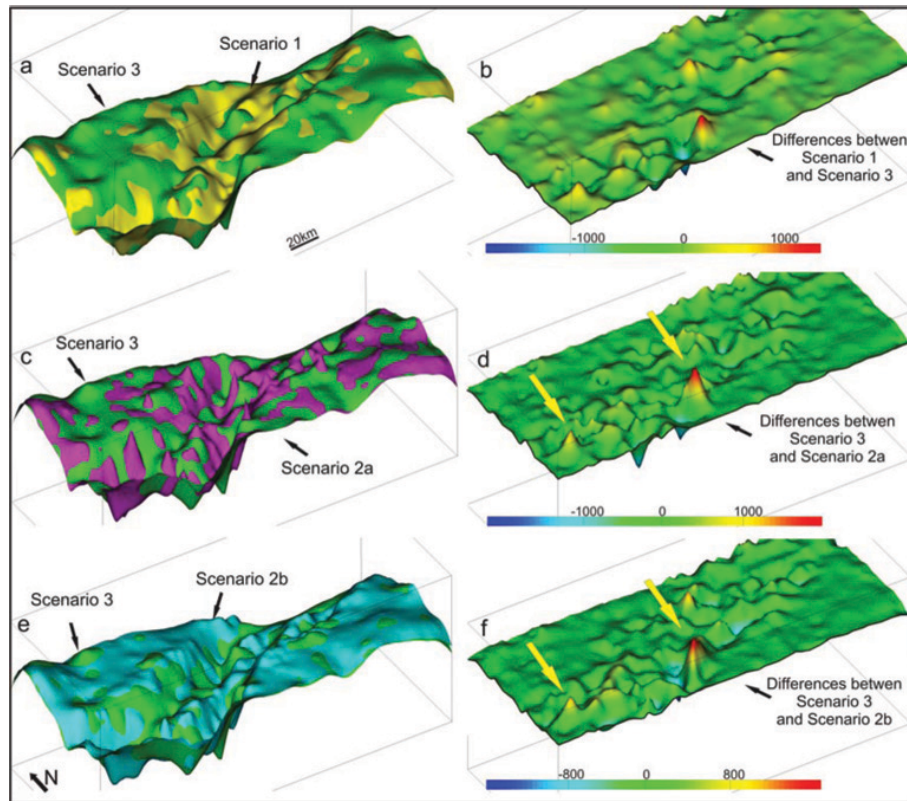 a
Scenario 3
Scenario 1
20km
b
Differences betwen
Scenario 1
and Scenario 3
-1000 0 1000
c
Scenario 3
Scenario 2a
d
Differences betwen
Scenario 3
and Scenario 2a
-1000 0 1000
e
Scenario 3
Scenario 2b
N
f
Differences betwen
Scenario 3
and Scenario 2b
-800 0 800